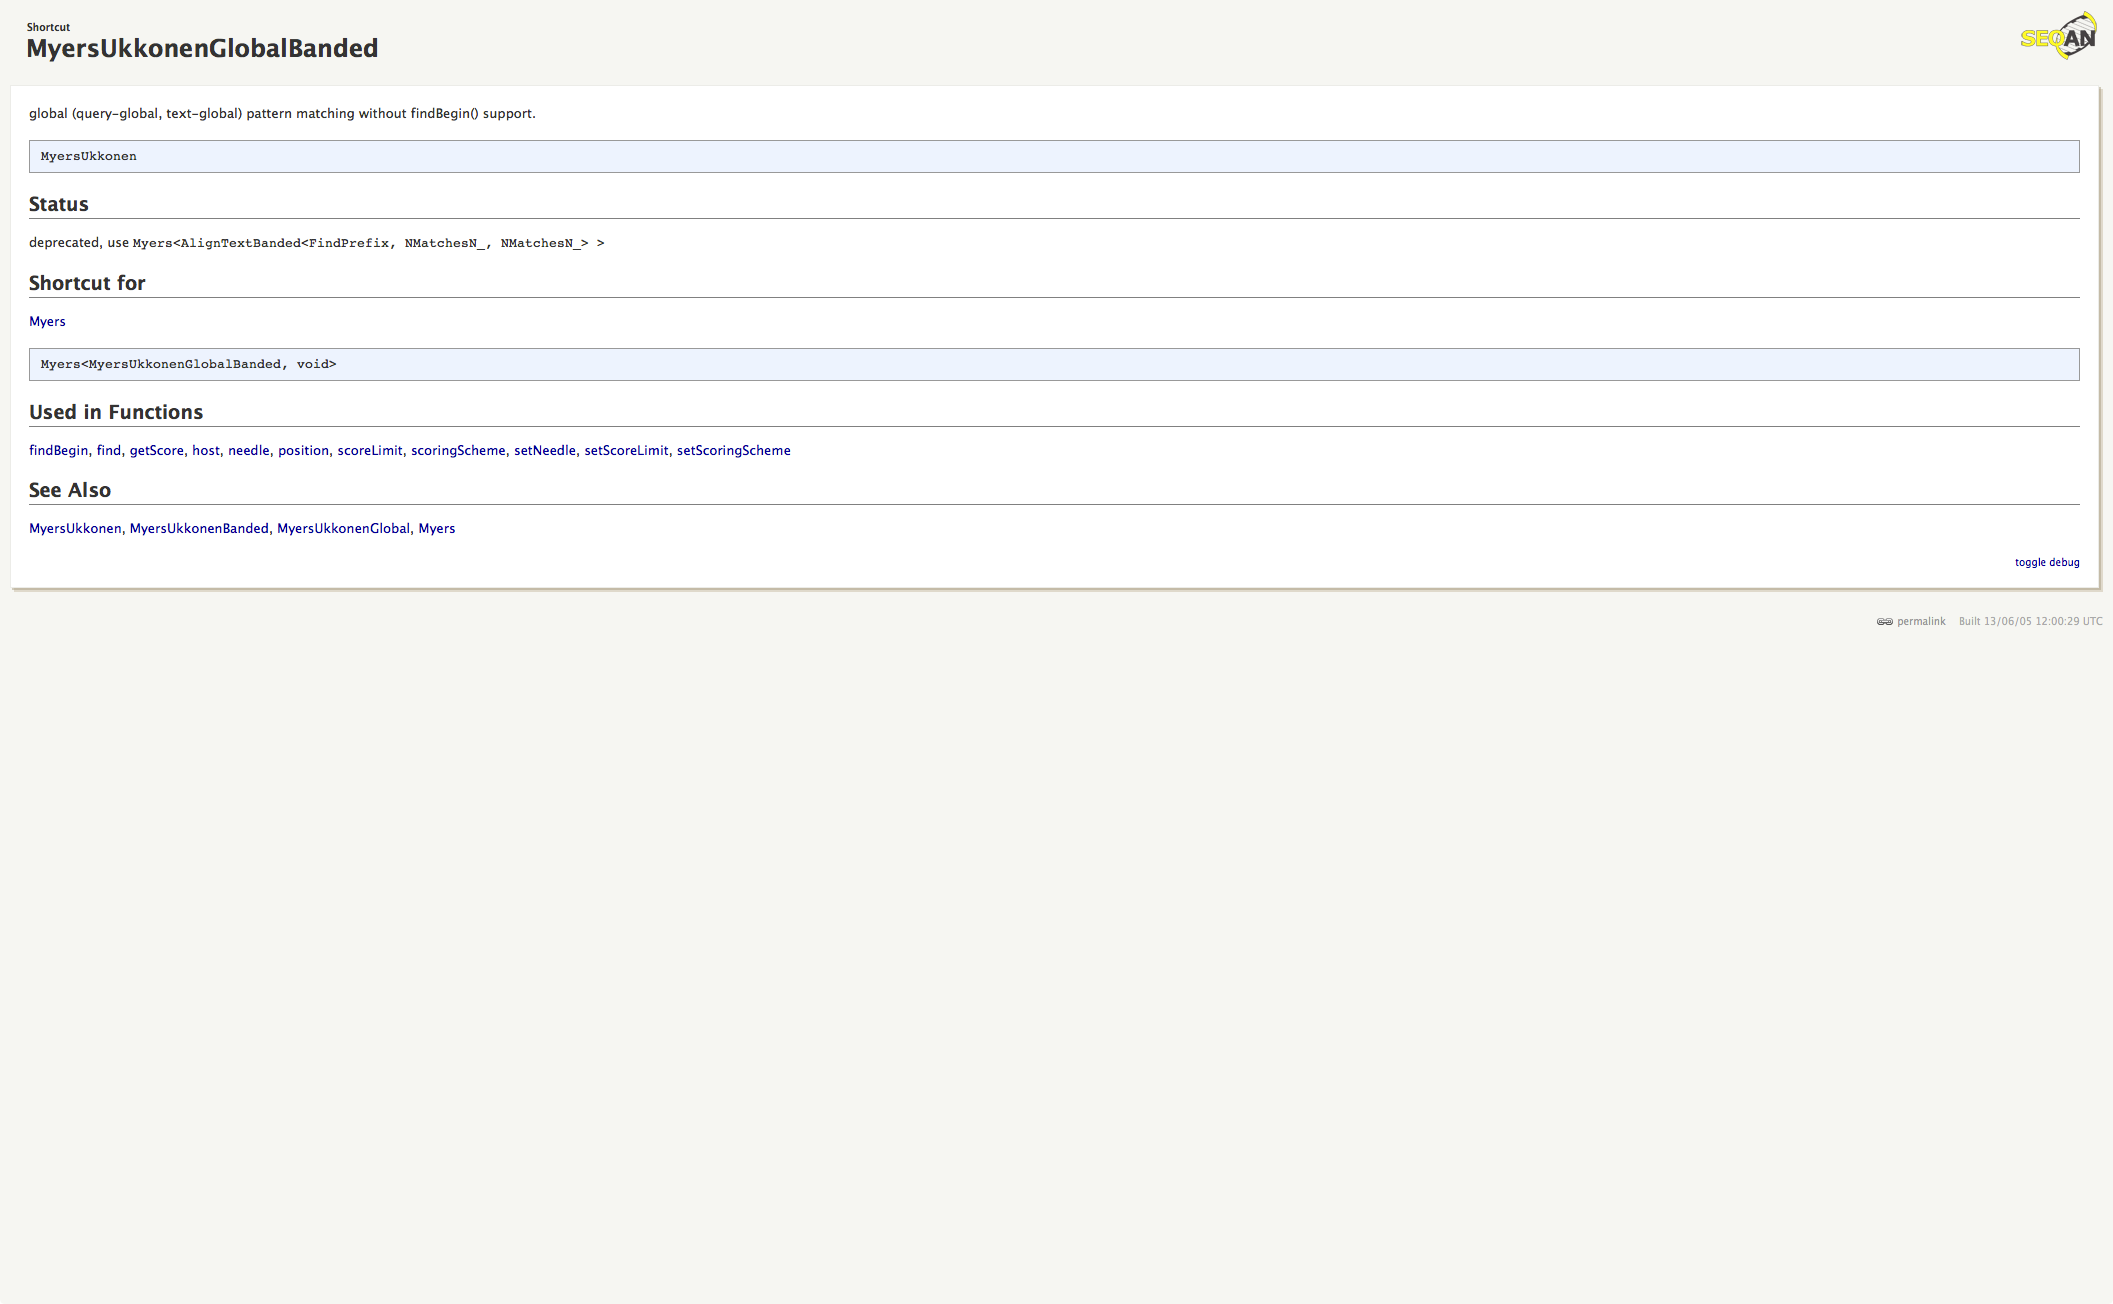 Shortcut
MyersUkkonenGlobalBanded
SEQAN
global (query-global, text-global) pattern matching without findBegin() support.
MyersUkkonen
Status
deprecated, use Myers<AlignTextBanded<FindPrefix, NMatchesN_, NMatchesN_> >
Shortcut for
Myers
Myers<MyersUkkonenGlobalBanded, void>
Used in Functions
findBegin, find, getScore, host, needle, position, scoreLimit, scoringScheme, setNeedle, setScoreLimit, setScoringScheme
See Also
MyersUkkonen, MyersUkkonenBanded, MyersUkkonenGlobal, Myers
toggle debug
permalink Built 13/06/05 12:00:29 UTC